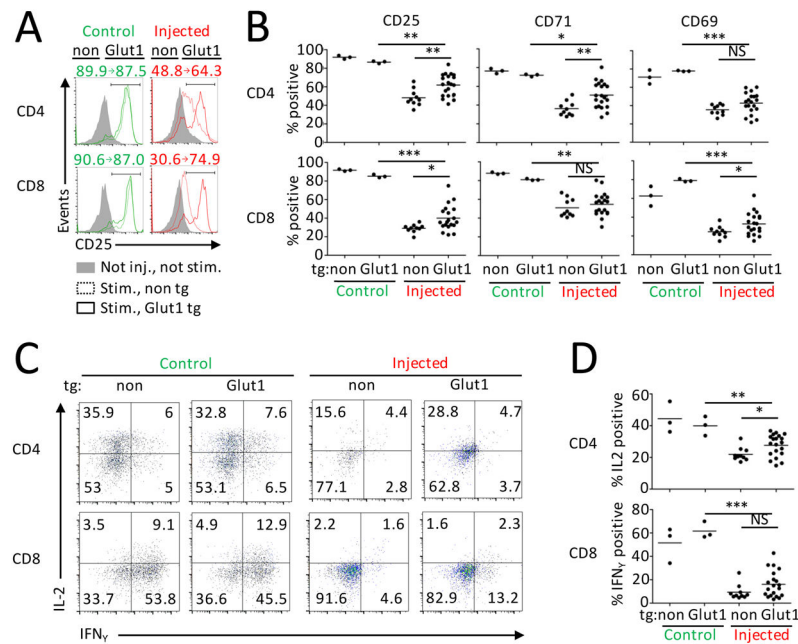 A
Control Injected
non Glut1 non Glut1
89.9→87.5 48.8→64.3
CD4
90.6→87.0 30.6→74.9
CD8
Events
CD25
Not inj., not stim.
Stim., non tg
Stim., Glut1 tg
B
CD25 CD71 CD69
CD4
% positive
100
80
60
40
20
0
** ** * ** *** NS
CD8
% positive
100
80
60
40
20
0
*** * ** NS *** *
tg:non Glut1 non Glut1 non Glut1 non Glut1 non Glut1 non Glut1
Control Injected Control Injected Control Injected
C
Control Injected
tg: non Glut1 non Glut1
CD4
35.9 6 32.8 7.6 15.6 4.4 28.8 4.7
53 5 53.1 6.5 77.1 2.8 62.8 3.7
CD8
3.5 9.1 4.9 12.9 2.2 1.6 1.6 2.3
33.7 53.8 36.6 45.5 91.6 4.6 82.9 13.2
IL-2
IFNγ
D
CD4
% IL2 positive
60
40
20
0
** *
CD8
% IFNγ positive
80
60
40
20
0
*** NS
tg:non Glut1 non Glut1
Control Injected